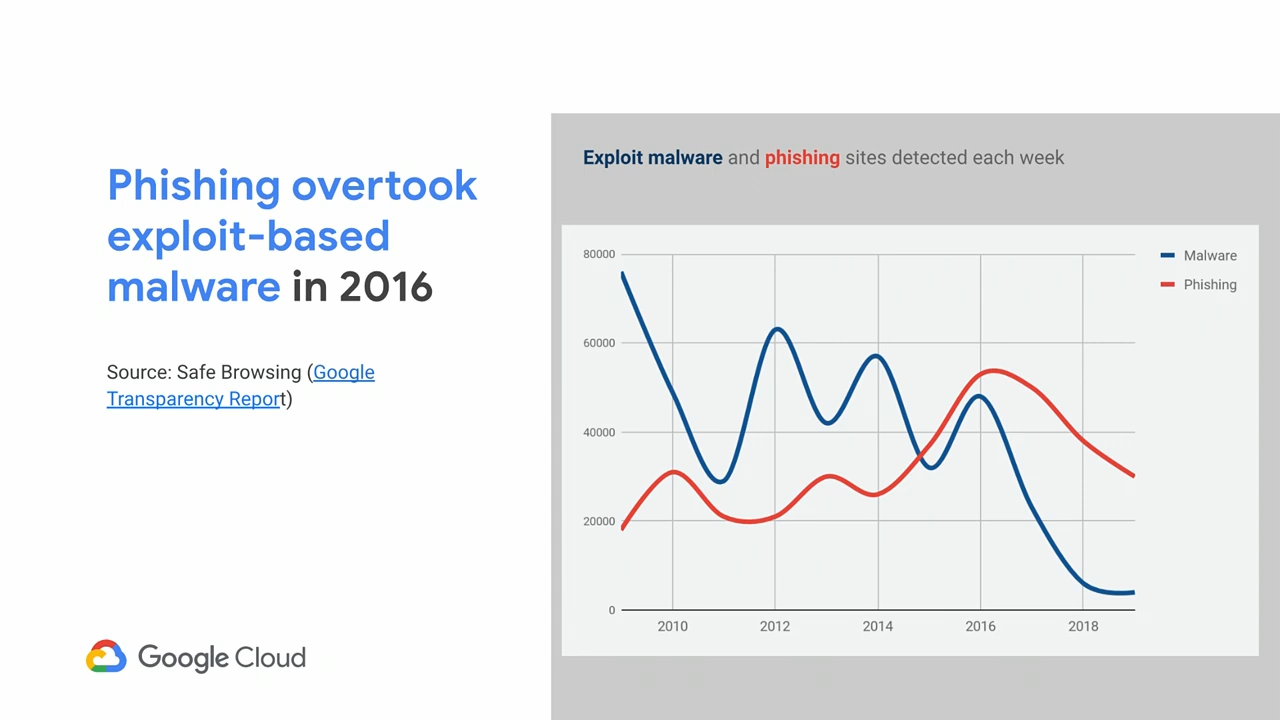 Phishing overtook
exploit-based
malware in 2016
Source: Safe Browsing (Google
Transparency Report)
Google Cloud
Exploit malware and phishing sites detected each week
80000
60000
40000
20000
0
2010 2012 2014 2016 2018
Malware
Phishing